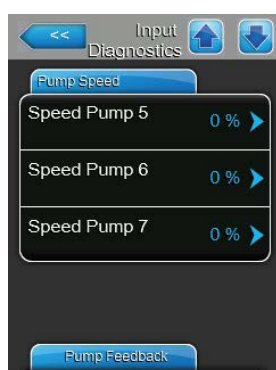 << Input
Diagnostics
Pump Speed
Speed Pump 5 0 %
Speed Pump 6 0 %
Speed Pump 7 0 %
Pump Feedback